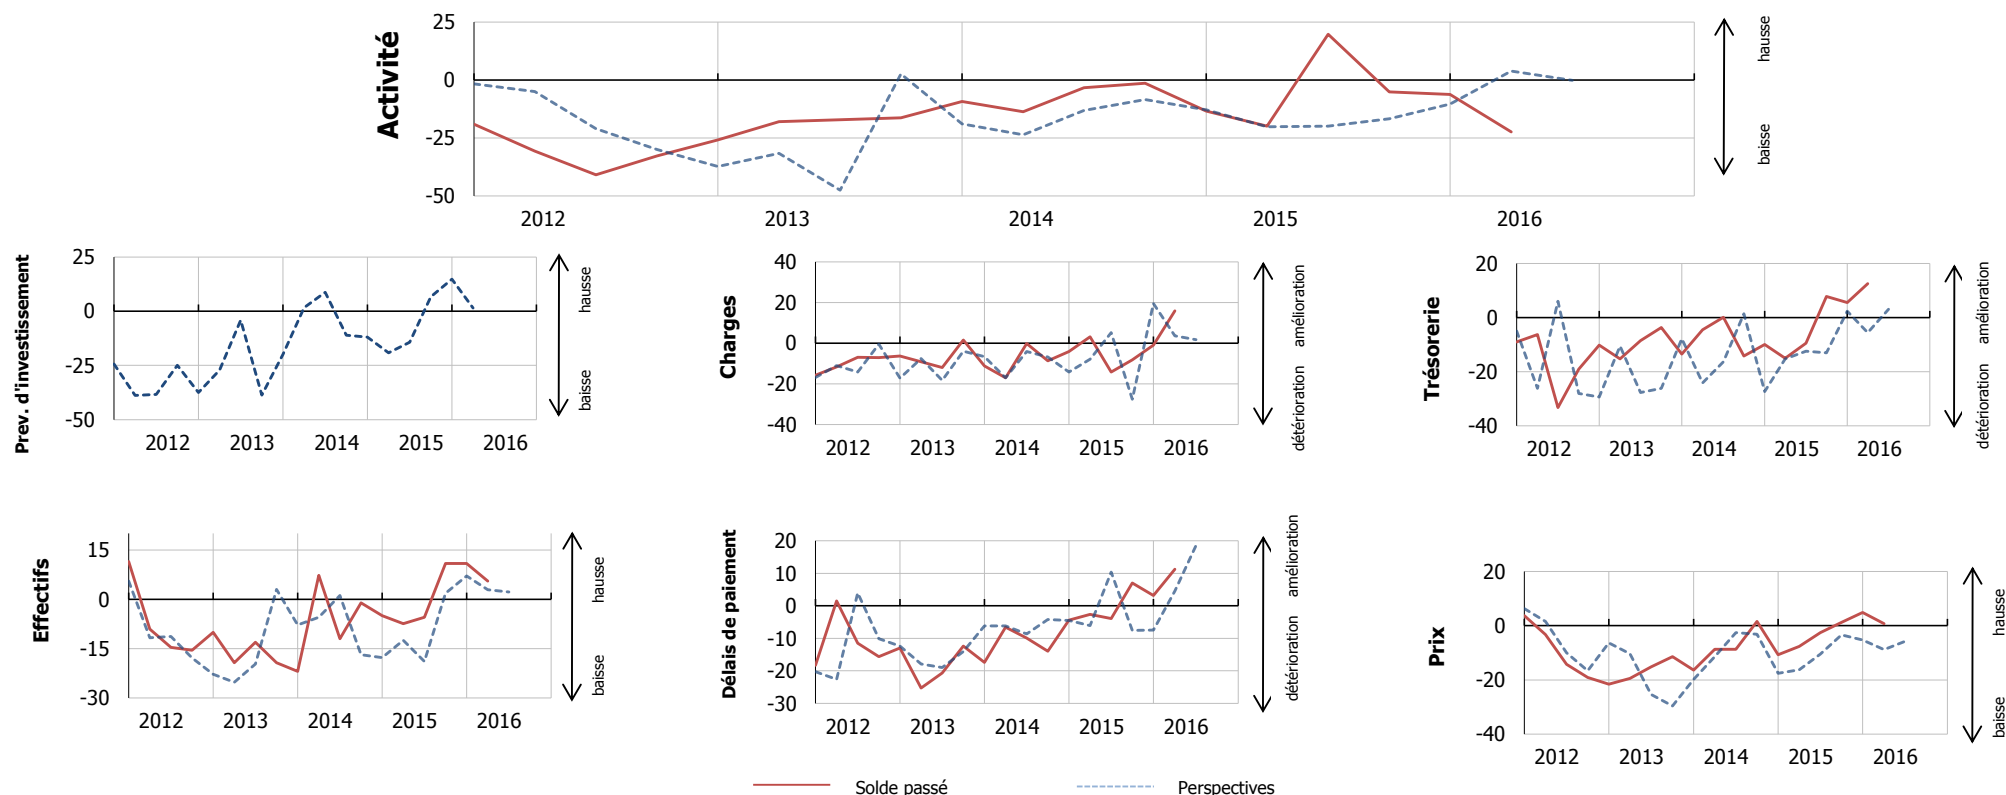 Activité
25
0
-25
-50
2012 2013 2014 2015 2016
hausse
baisse
Prev. d'investissement
25
0
-25
-50
2012 2013 2014 2015 2016
hausse
baisse
Charges
40
20
0
-20
-40
2012 2013 2014 2015 2016
amélioration
détérioration
Trésorerie
20
0
-20
-40
2012 2013 2014 2015 2016
amélioration
détérioration
Effectifs
15
0
-15
-30
2012 2013 2014 2015 2016
hausse
baisse
Délais de paiement
20
10
0
-10
-20
-30
2012 2013 2014 2015 2016
amélioration
détérioration
Prix
20
0
-20
-40
2012 2013 2014 2015 2016
hausse
baisse
Solde passé Perspectives